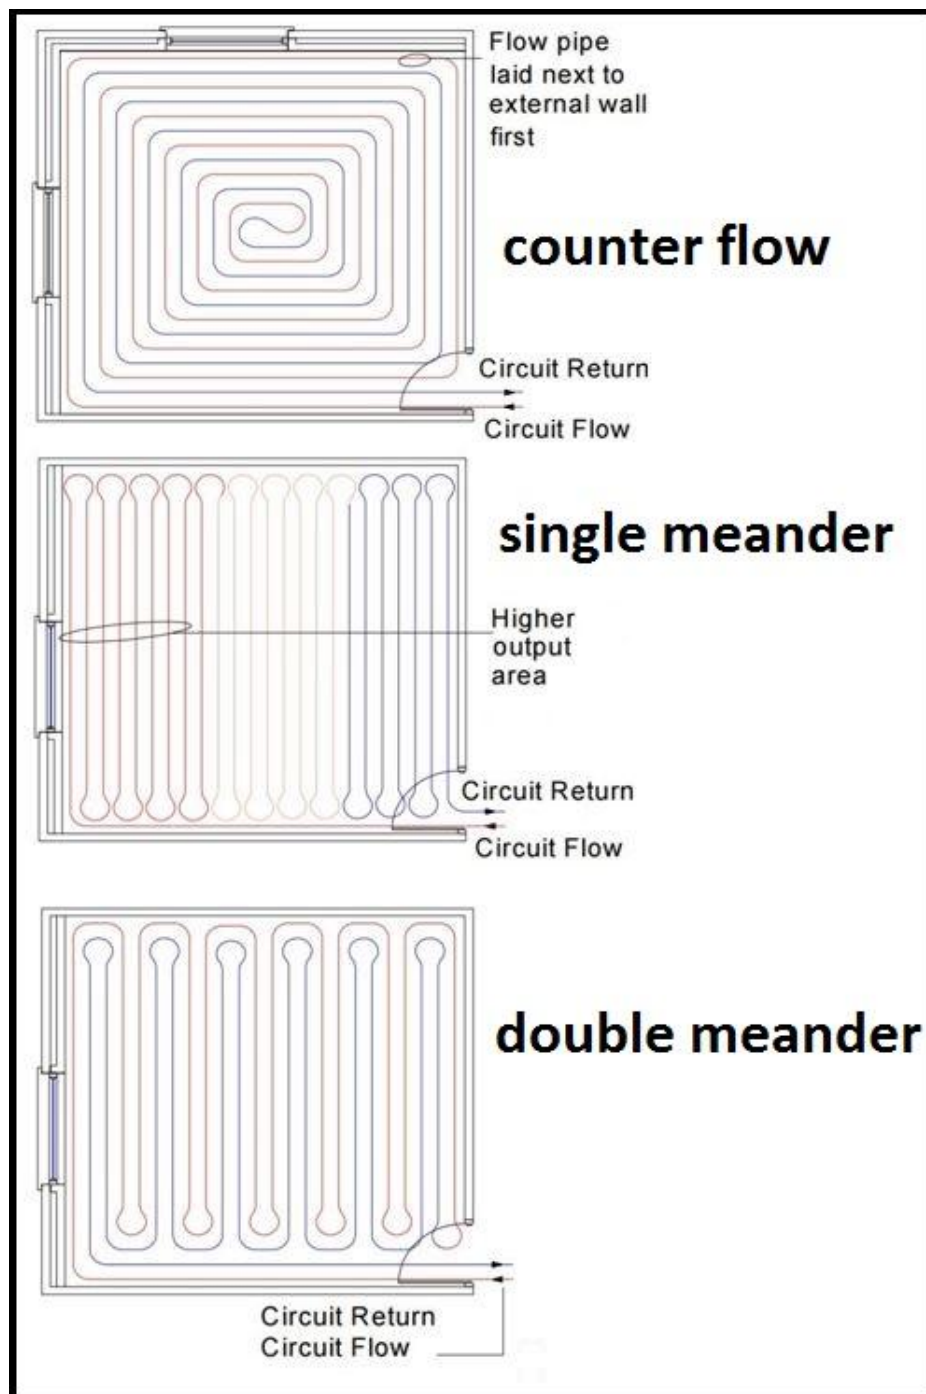 Flow pipe
laid next to
external wall
first
counter flow
Circuit Return
Circuit Flow
single meander
Higher
output
area
Circuit Return
Circuit Flow
double meander
Circuit Return
Circuit Flow